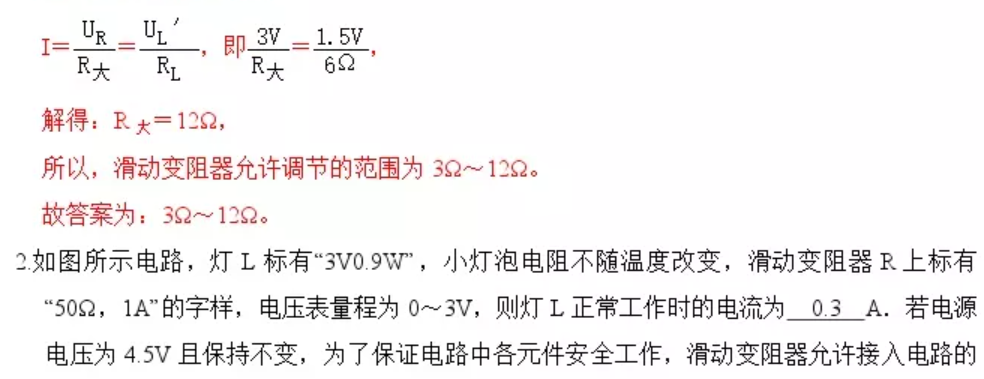 I=U_R/R_大=U_L′/R_L，即3V/R_大=1.5V/6Ω，
解得：R 大＝12Ω，
所以，滑动变阻器允许调节的范围为 3Ω～12Ω。
故答案为：3Ω～12Ω。
2.如图所示电路，灯 L 标有“3V0.9W”，小灯泡电阻不随温度改变，滑动变阻器 R 上标有
“50Ω，1A”的字样，电压表量程为 0～3V，则灯 L 正常工作时的电流为 0.3 A．若电源
电压为 4.5V 且保持不变，为了保证电路中各元件安全工作，滑动变阻器允许接入电路的